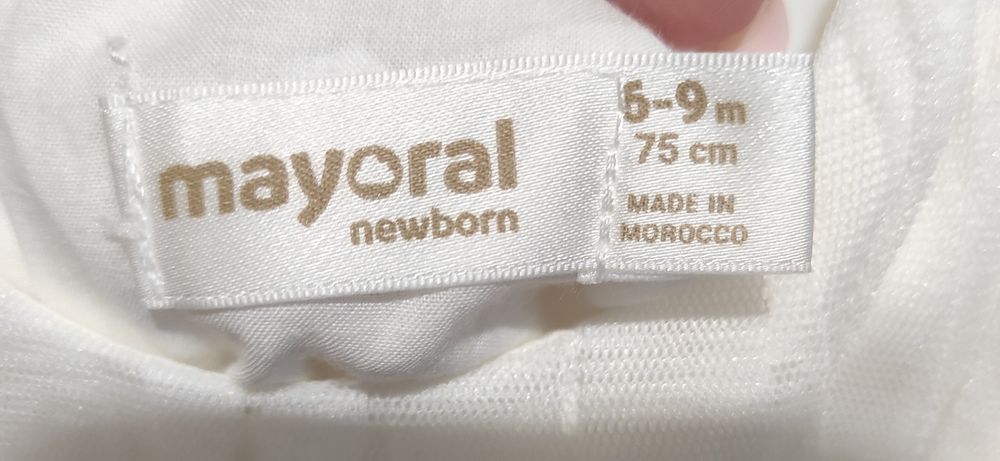 mayoral
newborn
6-9 m
75 cm
MADE IN
MOROCCO